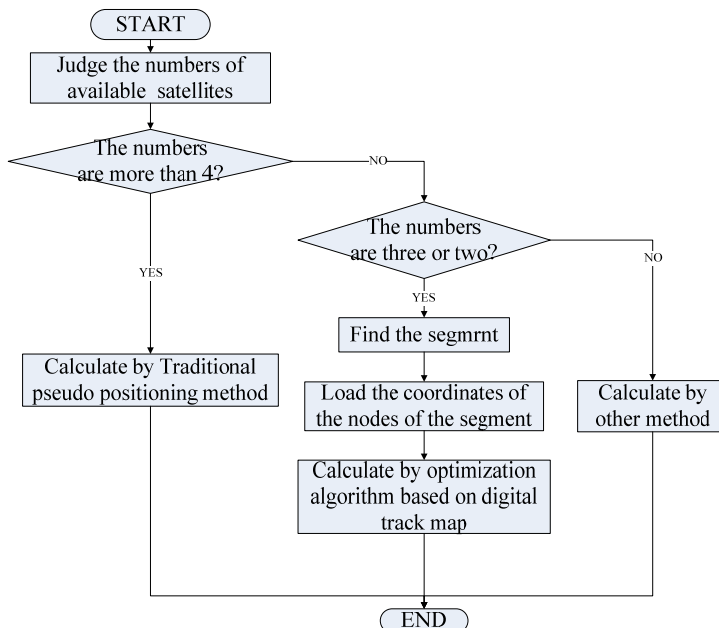 START
Judge the numbers of
available satellites
The numbers
are more than 4?
NO
The numbers
are three or two?
YES
NO
YES
Find the segmrnt
Calculate by Traditional
pseudo positioning method
Load the coordinates of
the nodes of the segment
Calculate by
other method
Calculate by optimization
algorithm based on digital
track map
END